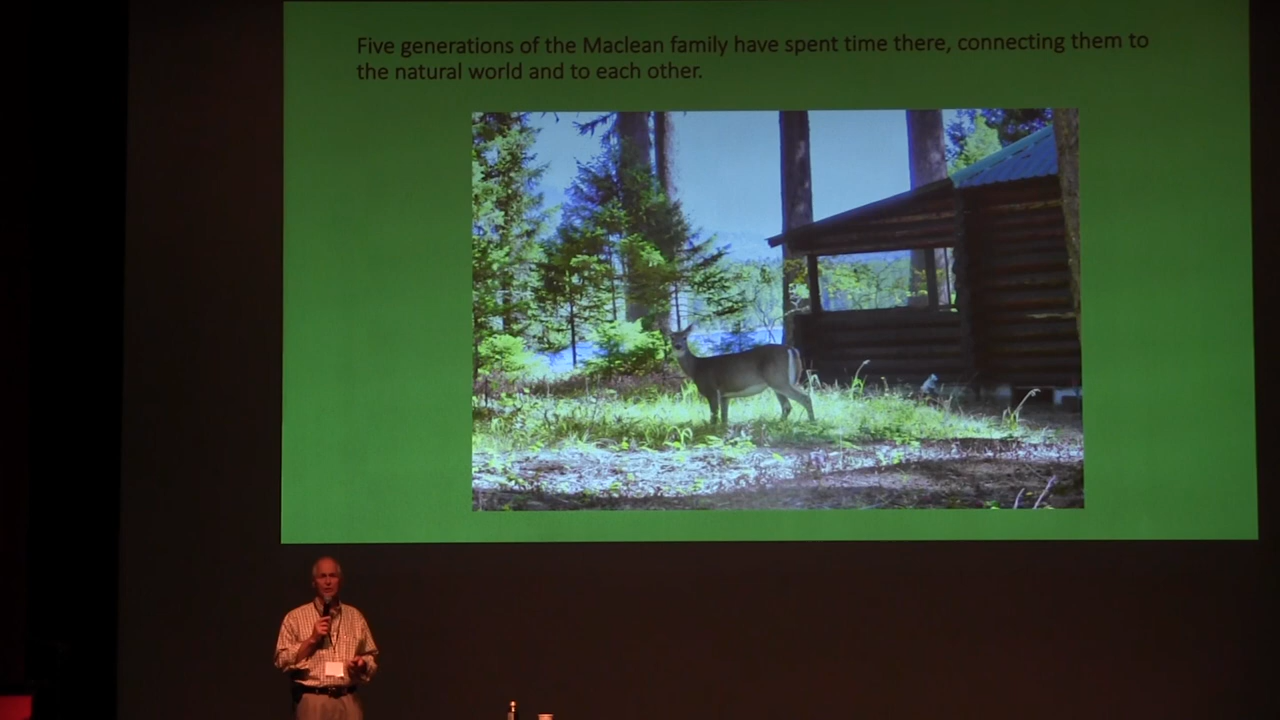 Five generations of the Maclean family have spent time there, connecting them to
the natural world and to each other.